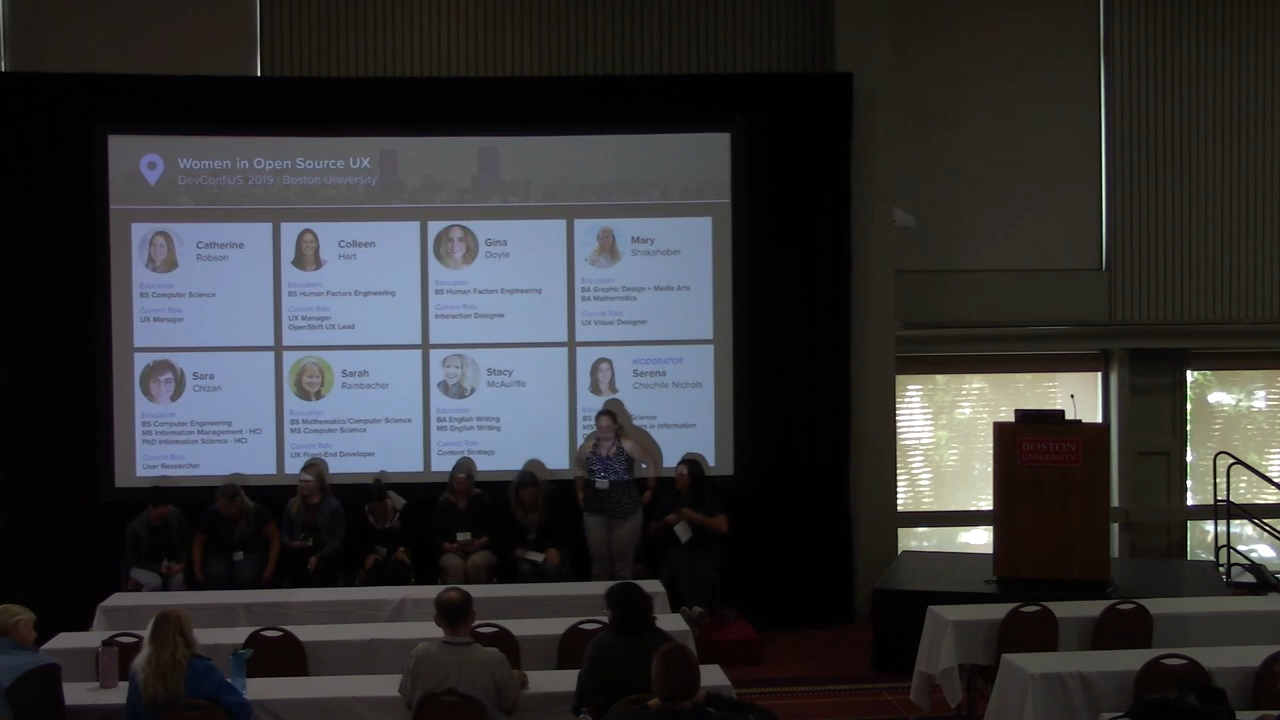 Women in Open Source UX
DevConf.US 2019 | Boston University
Catherine
Robson
Education
BS Computer Science
Current Role
UX Manager
Colleen
Hart
Education
BS Human Factors Engineering
Current Role
UX Manager
OpenShift UX Lead
Gina
Doyle
Education
BS Human Factors Engineering
Current Role
Interaction Designer
Mary
Shakshober
Education
BA Graphic Design + Media Arts
BA Mathematics
Current Role
UX Visual Designer
Sara
Chizari
Education
BS Computer Engineering
MS Information Management - HCI
PhD Information Science - HCI
Current Role
User Researcher
Sarah
Rambacher
Education
BS Mathematics/Computer Science
MS Computer Science
Current Role
UX Front-End Developer
Stacy
McAuliffe
Education
BA English Writing
MS English Writing
Current Role
Content Strategy
MODERATOR
Serena
Chechile Nichols
Science
in Information
BOSTON
UNIVERSITY